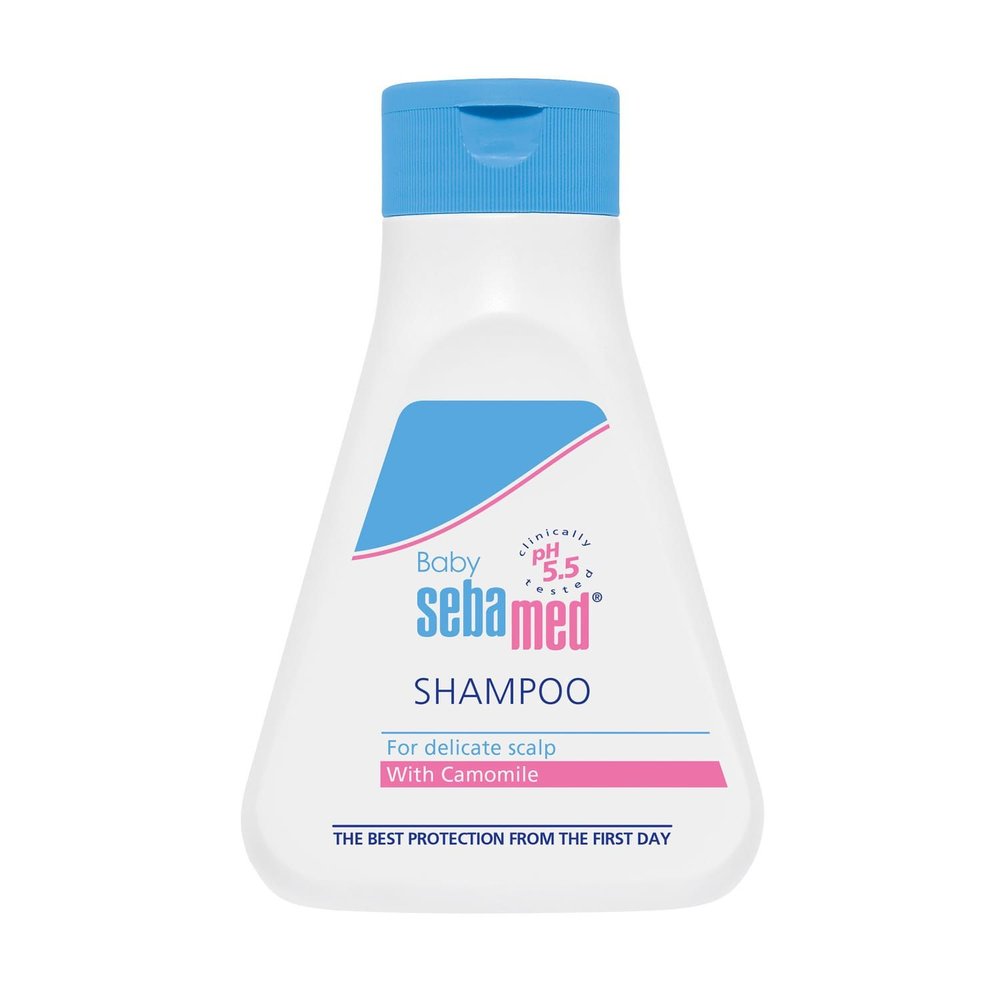 Baby
clinically
pH
5.5
tested
sebamed®
SHAMPOO
For delicate scalp
With Camomile
THE BEST PROTECTION FROM THE FIRST DAY